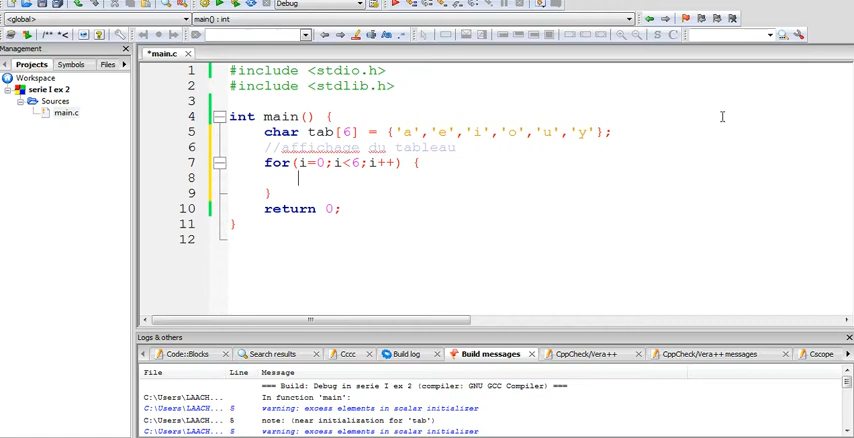 Debug
<global>
main() : int
/** *<
Management
Projects
Symbols
Files
Workspace
serie I ex 2
Sources
main.c
*main.c
1 #include <stdio.h>
2 #include <stdlib.h>
3
4 int main() {
5 char tab[6] = {'a','e','i','o','u','y'};
6 //affichage du tableau
7 for(i=0;i<6;i++) {
8
9 }
10 return 0;
11 }
12
Logs & others
Code::Blocks
Search results
Cccc
Build log
Build messages
CppCheck/Vera++
CppCheck/Vera++ messages
Cscope
File Line Message
=== Build: Debug in serie I ex 2 (compiler: GNU GCC Compiler) ===
C:\Users\LAACH... In function 'main':
C:\Users\LAACH... 5 warning: excess elements in scalar initializer
C:\Users\LAACH... 5 note: (near initialization for 'tab')
C:\Users\LAACH... 5 warning: excess elements in scalar initializer